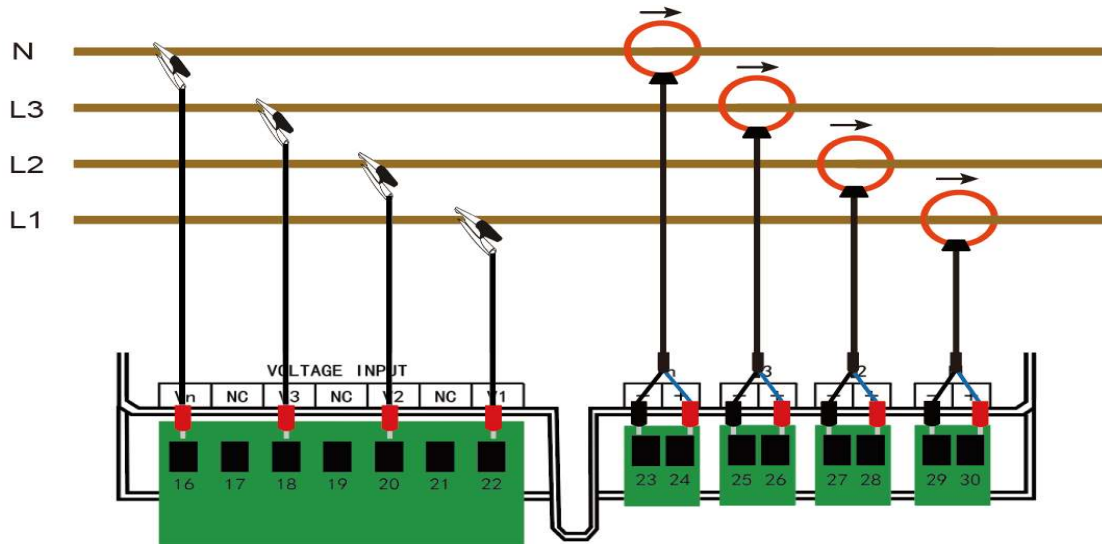 N
L3
L2
L1
VOLTAGE INPUT
Vn NC V3 NC V2 NC V1
n 3 2
- + - + - + - +
16 17 18 19 20 21 22
23 24 25 26 27 28 29 30